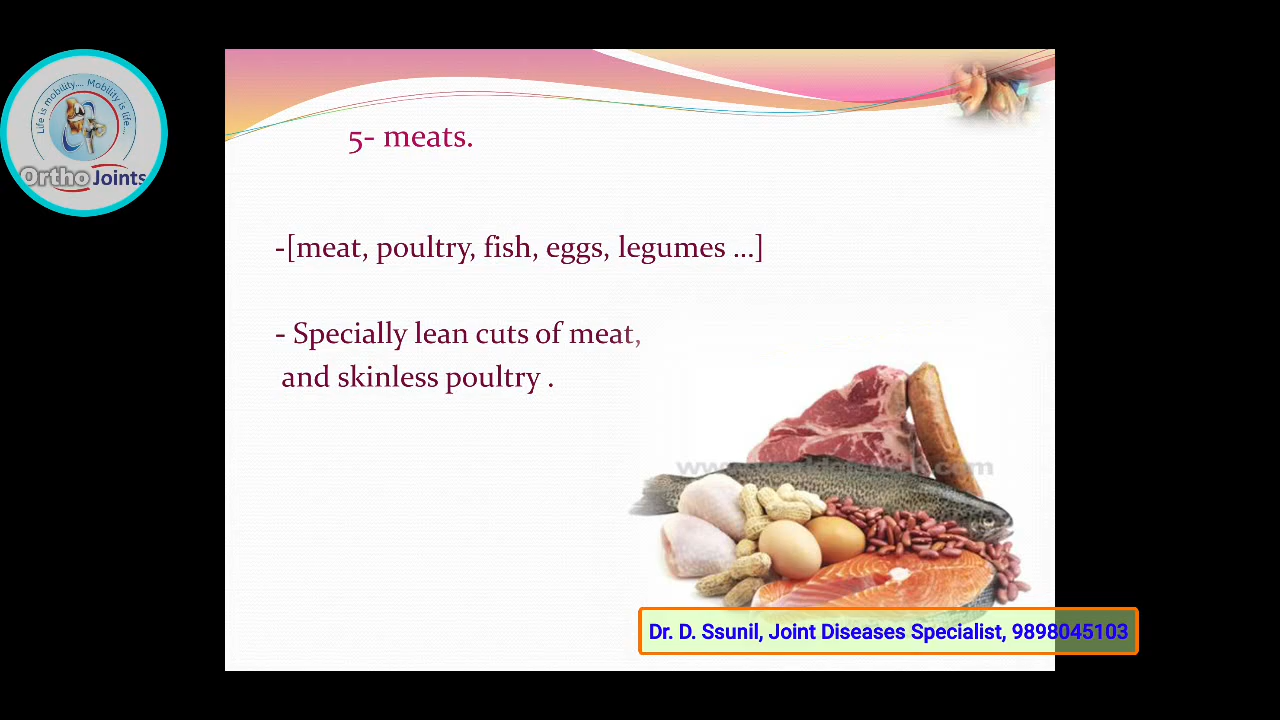 Life is mobility.... Mobility is life...
Ortho Joints
5- meats.
-[meat, poultry, fish, eggs, legumes ...]
- Specially lean cuts of meat,
and skinless poultry .
Dr. D. Ssunil, Joint Diseases Specialist, 9898045103